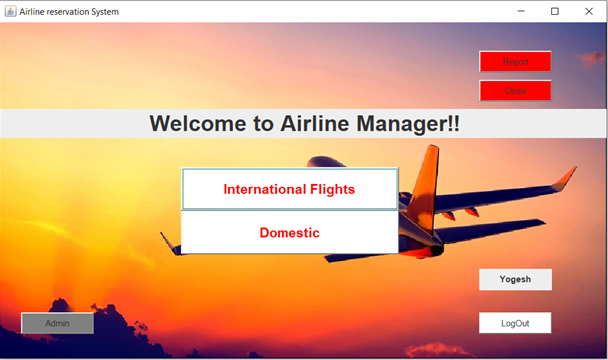 Airline reservation System
Report
Close
Welcome to Airline Manager!!
International Flights
Domestic
Yogesh
Admin
LogOut